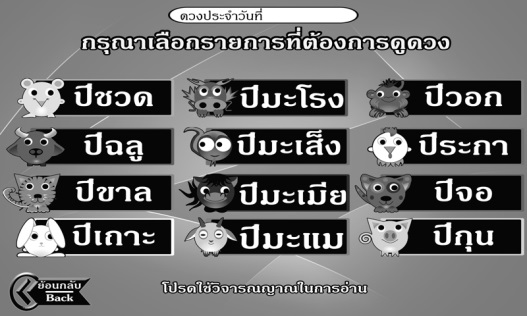 ดวงประจำวันที่
กรุณาเลือกรายการที่ต้องการดูดวง
ปีชวด
ปีมะโรง
ปีวอก
ปีฉลู
ปีมะเส็ง
ปีระกา
ปีขาล
ปีมะเมีย
ปีจอ
ปีเถาะ
ปีมะแม
ปีกุน
ย้อนกลับ
Back
โปรดใช้วิจารณญาณในการอ่าน